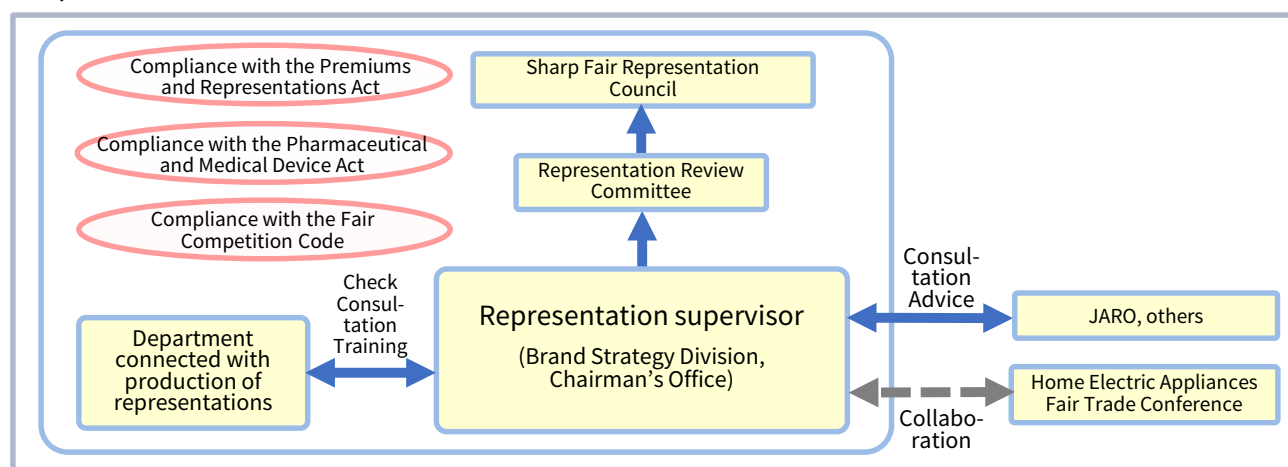 Compliance with the Premiums
and Representations Act
Sharp Fair Representation
Council
Compliance with the Pharmaceutical
and Medical Device Act
Representation Review
Committee
Compliance with the Fair
Competition Code
Check
Consul-
tation
Training
Department
connected with
production of
representations
Representation supervisor
(Brand Strategy Division,
Chairman's Office)
Consul-
tation
Advice
JARO, others
Collabo-
ration
Home Electric Appliances
Fair Trade Conference